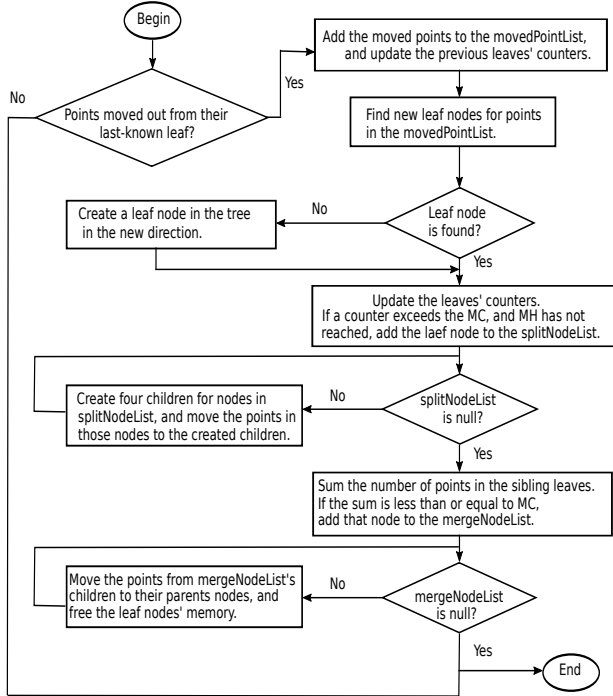 Begin
Add the moved points to the movedPointList,
and update the previous leaves' counters.
No
Yes
Points moved out from their
last-known leaf?
Find new leaf nodes for points
in the movedPointList.
Create a leaf node in the tree
in the new direction.
No
Leaf node
is found?
Yes
Update the leaves' counters.
If a counter exceeds the MC, and MH has not
reached, add the laef node to the splitNodeList.
Create four children for nodes in
splitNodeList, and move the points in
those nodes to the created children.
No
splitNodeList
is null?
Yes
Sum the number of points in the sibling leaves.
If the sum is less than or equal to MC,
add that node to the mergeNodeList.
Move the points from mergeNodeList's
children to their parents nodes, and
free the leaf nodes' memory.
No
mergeNodeList
is null?
Yes
End